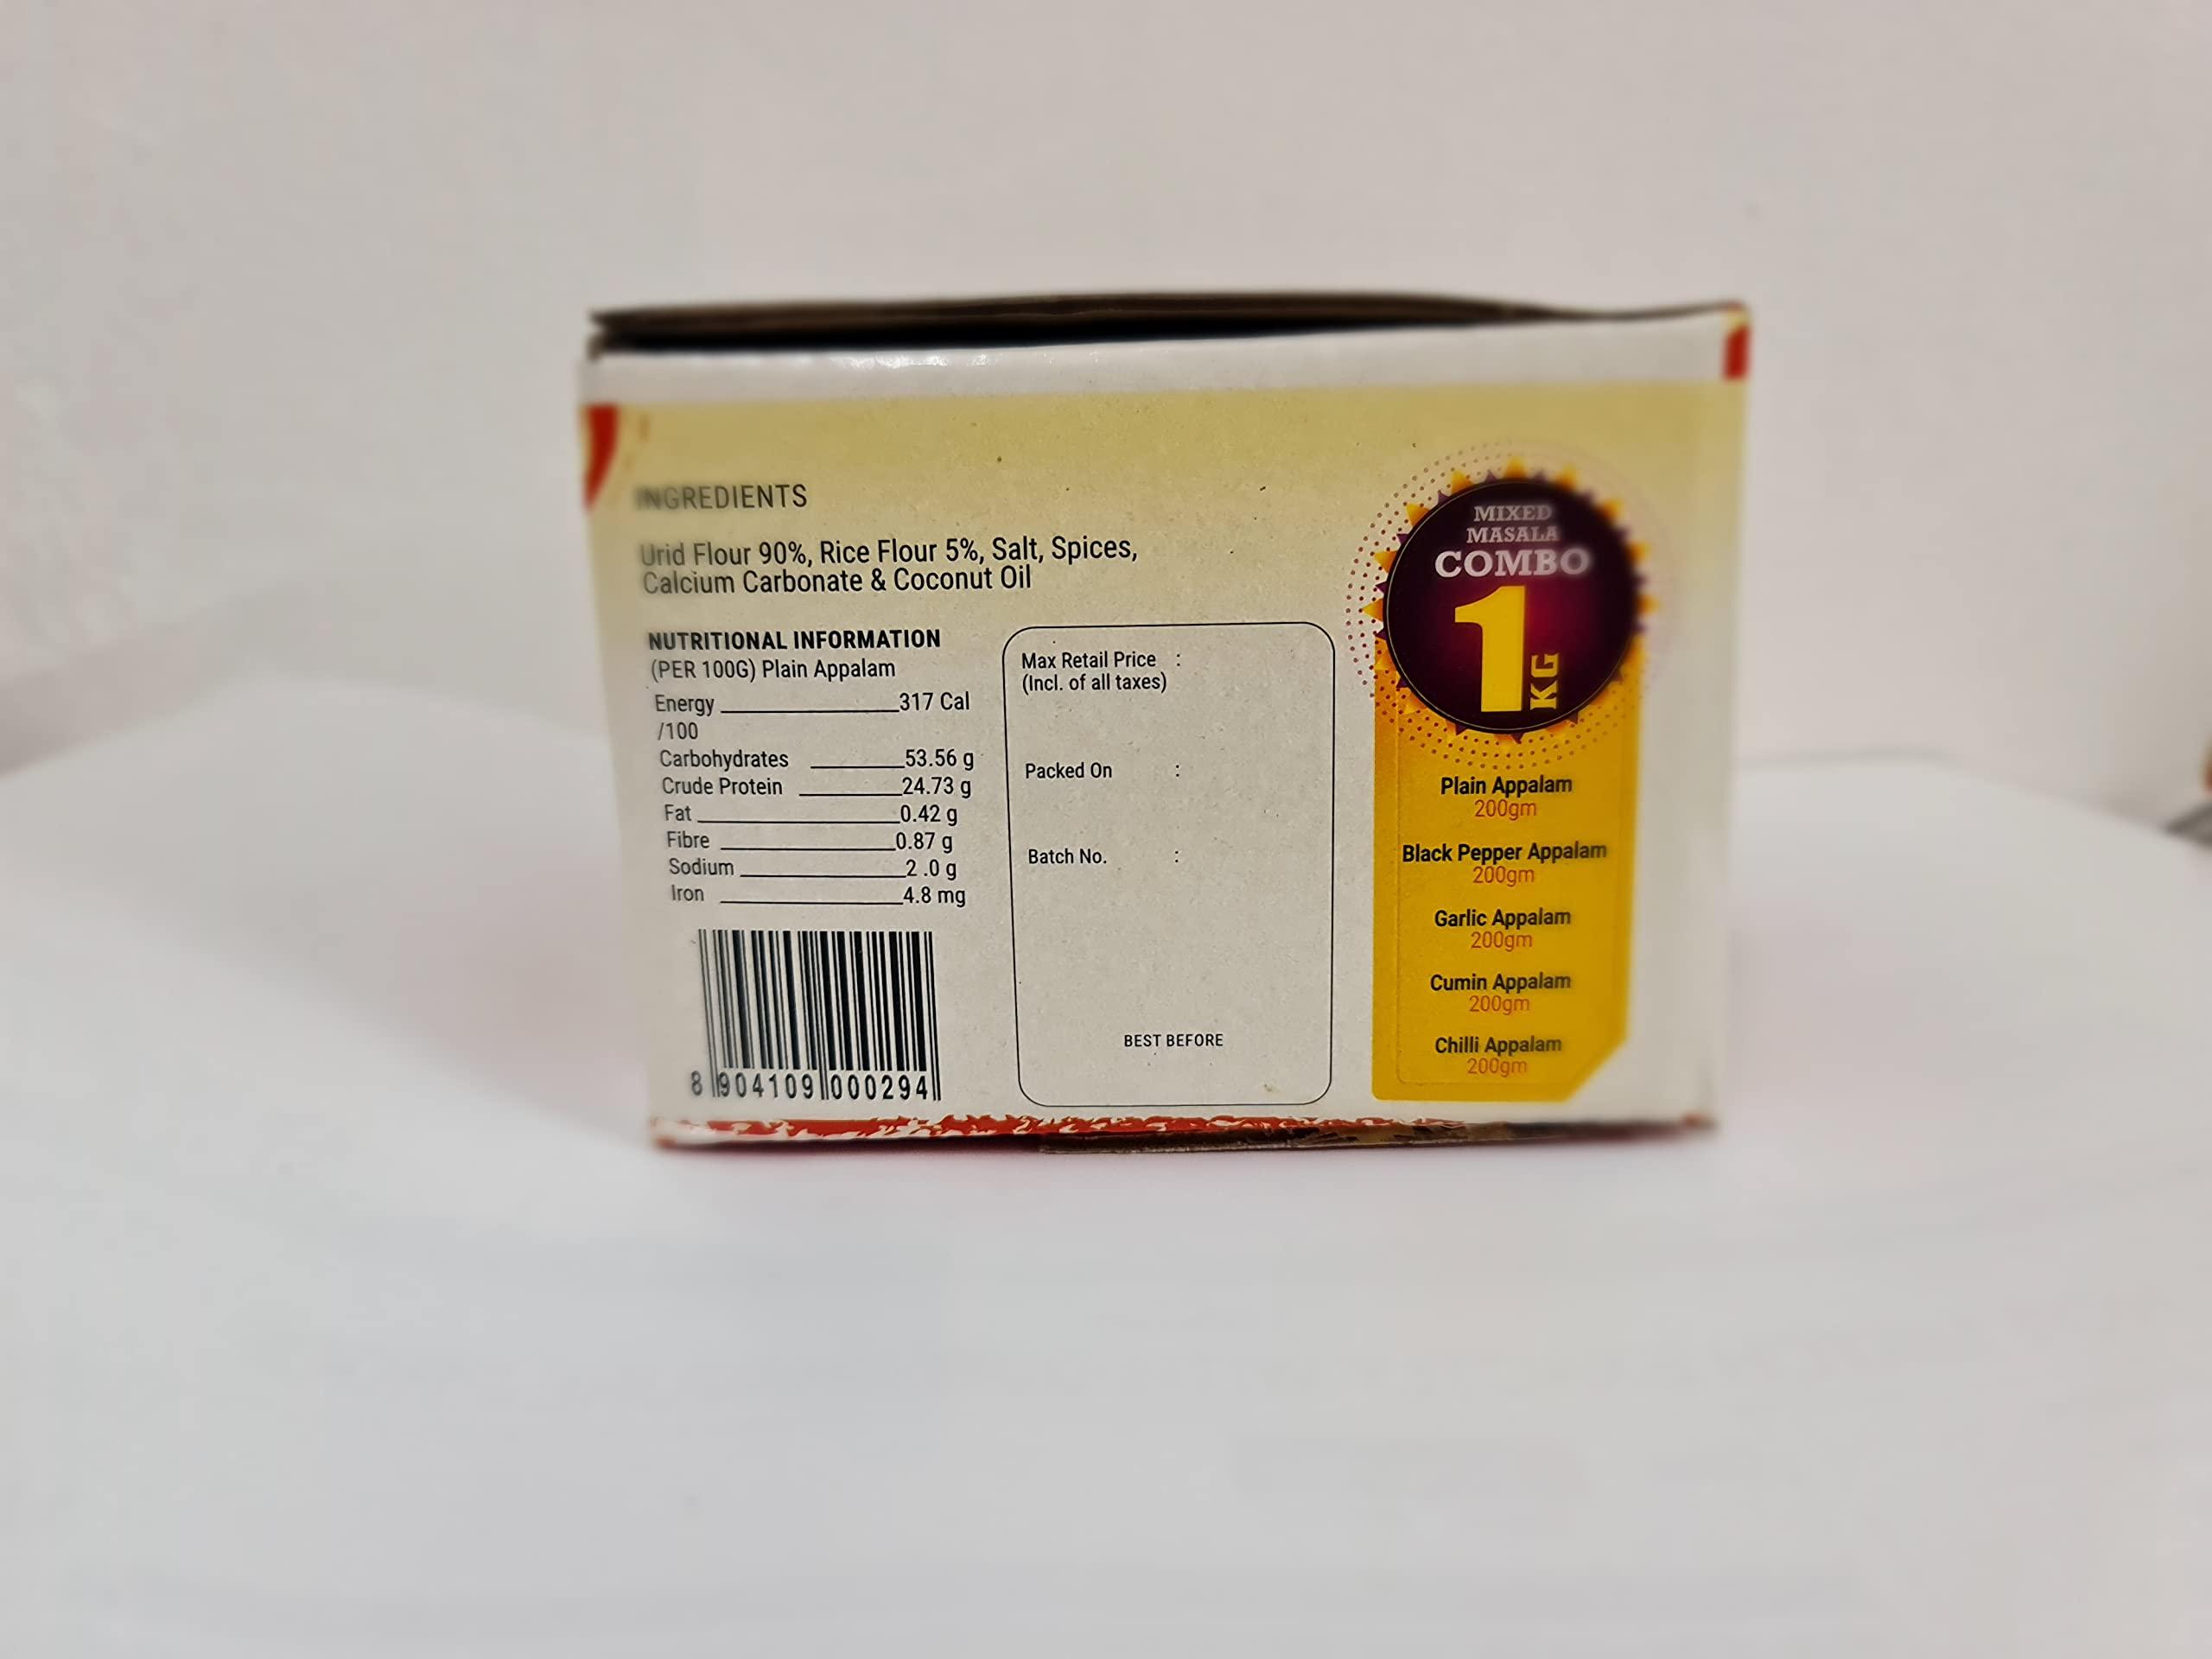 INGREDIENTS
Urid Flour 90%, Rice Flour 5%, Salt, Spices,
Calcium Carbonate & Coconut Oil
NUTRITIONAL INFORMATION
(PER 100G) Plain Appalam
Energy 317 Cal
/100
Carbohydrates 53.56 g
Crude Protein 24.73 g
Fat 0.42 g
Fibre 0.87 g
Sodium 2 .0 g
Iron 4.8 mg
8 904109 000294
Max Retail Price :
(Incl. of all taxes)
Packed On :
Batch No. :
BEST BEFORE
MIXED
MASALA
COMBO
1 KG
Plain Appalam
200gm
Black Pepper Appalam
200gm
Garlic Appalam
200gm
Cumin Appalam
200gm
Chilli Appalam
200gm